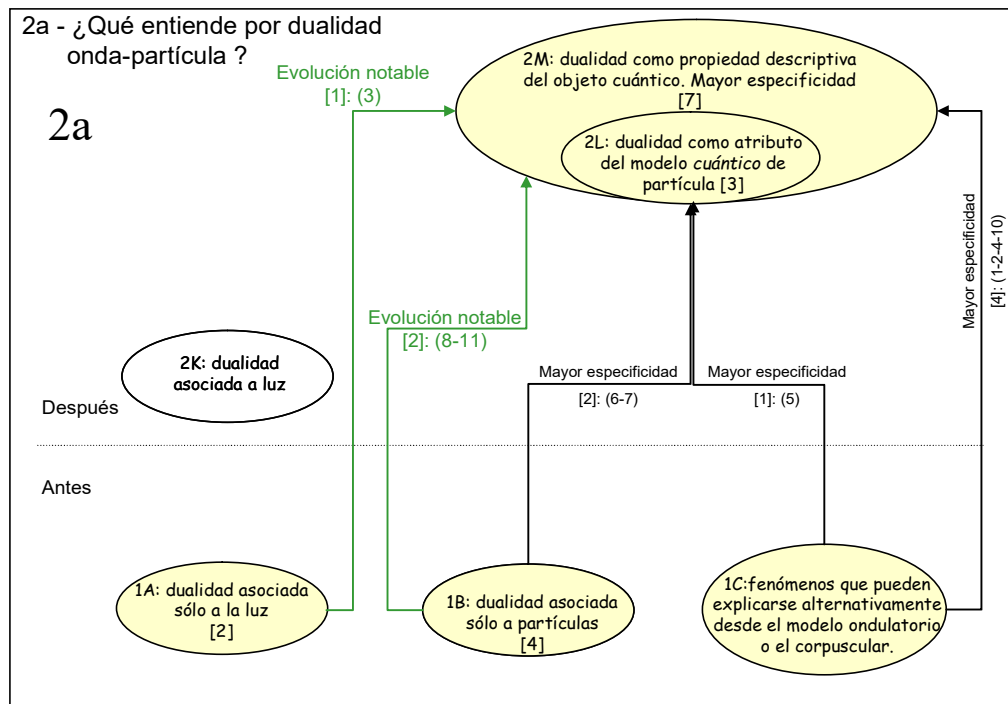 2a - ¿Qué entiende por dualidad
onda-partícula ?
2a
Evolución notable
[1]: (3)
2M: dualidad como propiedad descriptiva
del objeto cuántico. Mayor especificidad
[7]
2L: dualidad como atributo
del modelo cuántico de
partícula [3]
Mayor especificidad
[4]: (1-2-4-10)
Evolución notable
[2]: (8-11)
2K: dualidad
asociada a luz
Mayor especificidad
[2]: (6-7)
Mayor especificidad
[1]: (5)
Después
Antes
1A: dualidad asociada
sólo a la luz
[2]
1B: dualidad asociada
sólo a partículas
[4]
1C:fenómenos que pueden
explicarse alternativamente
desde el modelo ondulatorio
o el corpuscular.